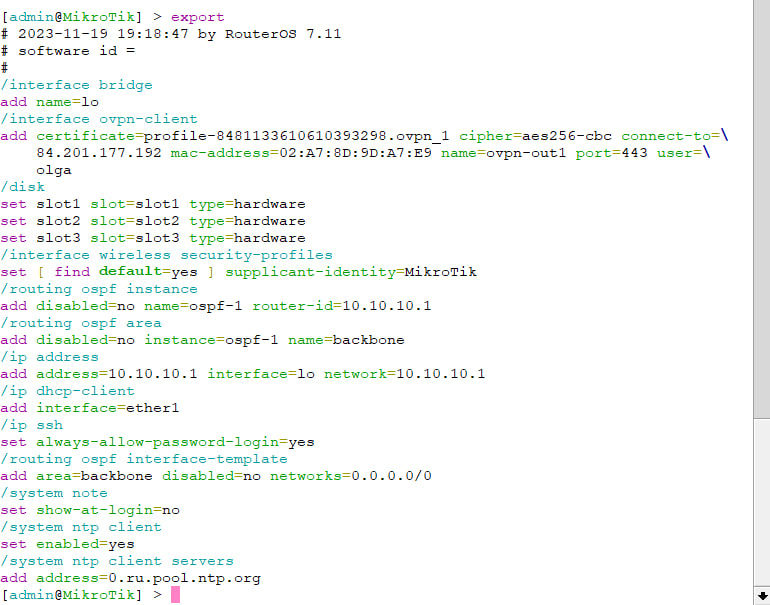 [admin@MikroTik] > export
# 2023-11-19 19:18:47 by RouterOS 7.11
# software id =
#
/interface bridge
add name=lo
/interface ovpn-client
add certificate=profile-8481133610610393298.ovpn_1 cipher=aes256-cbc connect-to=\
    84.201.177.192 mac-address=02:A7:8D:9D:A7:E9 name=ovpn-out1 port=443 user=\
    olga
/disk
set slot1 slot=slot1 type=hardware
set slot2 slot=slot2 type=hardware
set slot3 slot=slot3 type=hardware
/interface wireless security-profiles
set [ find default=yes ] supplicant-identity=MikroTik
/routing ospf instance
add disabled=no name=ospf-1 router-id=10.10.10.1
/routing ospf area
add disabled=no instance=ospf-1 name=backbone
/ip address
add address=10.10.10.1 interface=lo network=10.10.10.1
/ip dhcp-client
add interface=ether1
/ip ssh
set always-allow-password-login=yes
/routing ospf interface-template
add area=backbone disabled=no networks=0.0.0.0/0
/system note
set show-at-login=no
/system ntp client
set enabled=yes
/system ntp client servers
add address=0.ru.pool.ntp.org
[admin@MikroTik] >